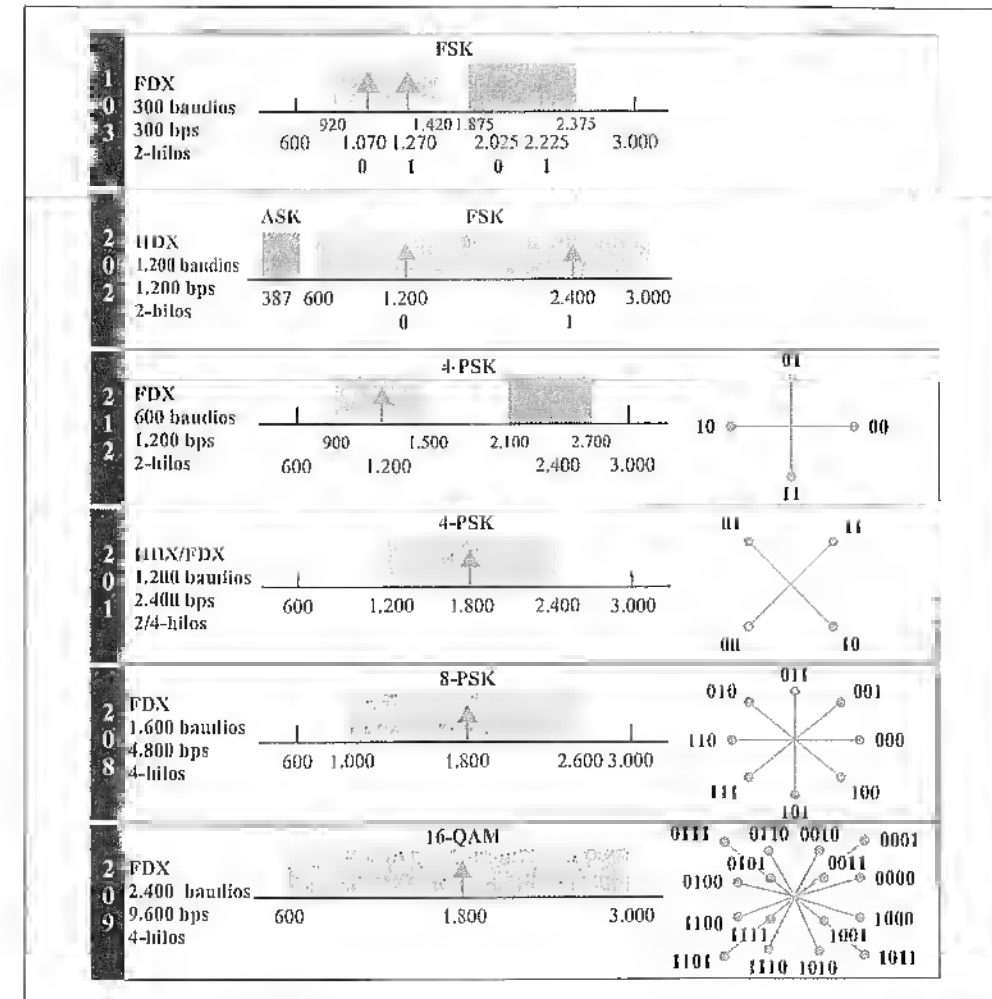 FSK
103
FDX
300 baudios
300 bps
2-hilos
920 1.420 1.875 2.375
600 1.070 1.270 2.025 2.225 3.000
0 1 0 1
ASK FSK
202
HDX
1,200 baudios
1,200 bps
2-hilos
387 600 1.200 2.400 3.000
0 1
4-PSK
212
FDX
600 baudios
1,200 bps
2-hilos
900 1.500 2.100 2.700
600 1.200 2,400 3.000
01
10 00
11
4-PSK
201
HDX/FDX
1,200 baudios
2.400 bps
2/4-hilos
600 1,200 1.800 2.400 3.000
01 11
00 10
8-PSK
208
FDX
1,600 baudios
4.800 bps
4-hilos
600 1,000 1,800 2.600 3.000
011
010 001
110 000
111 100
101
16-QAM
209
FDX
2.400 baudios
9,600 bps
4-hilos
600 1.800 3.000
0111 0110 0010 0001
0101 0011
0100 0000
1100 1000
1111 1001
1101 1110 1010 1011